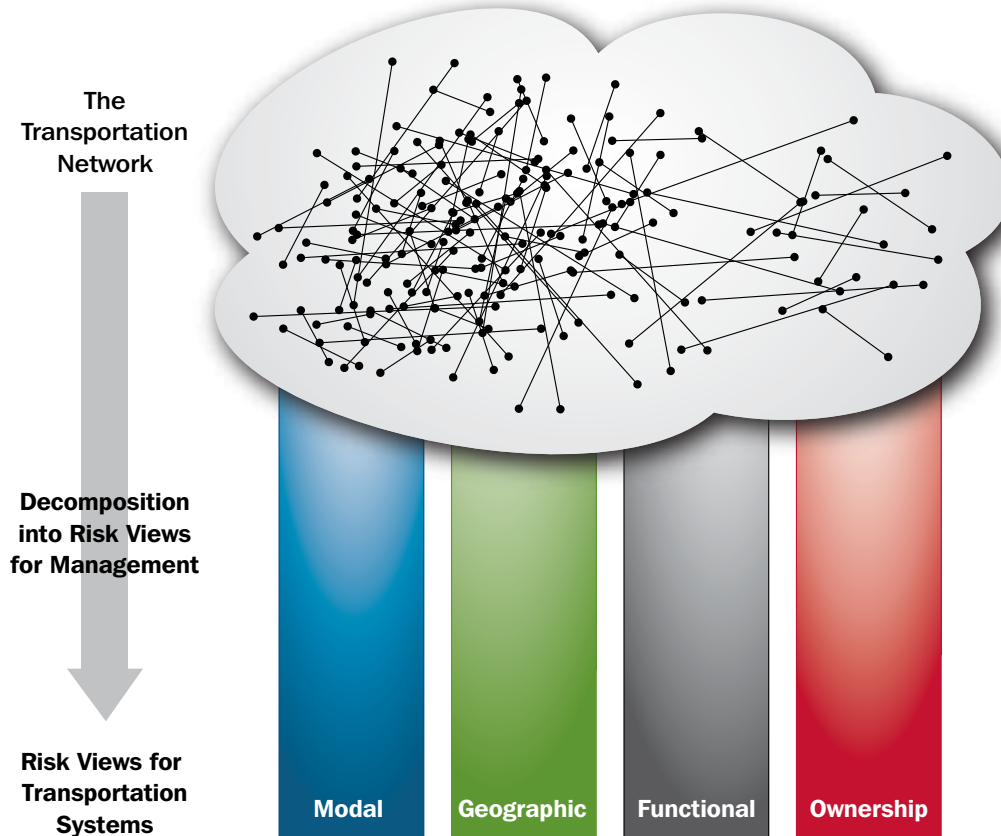 The
Transportation
Network
Decomposition
into Risk Views
for Management
Risk Views for
Transportation
Systems
Modal
Geographic
Functional
Ownership